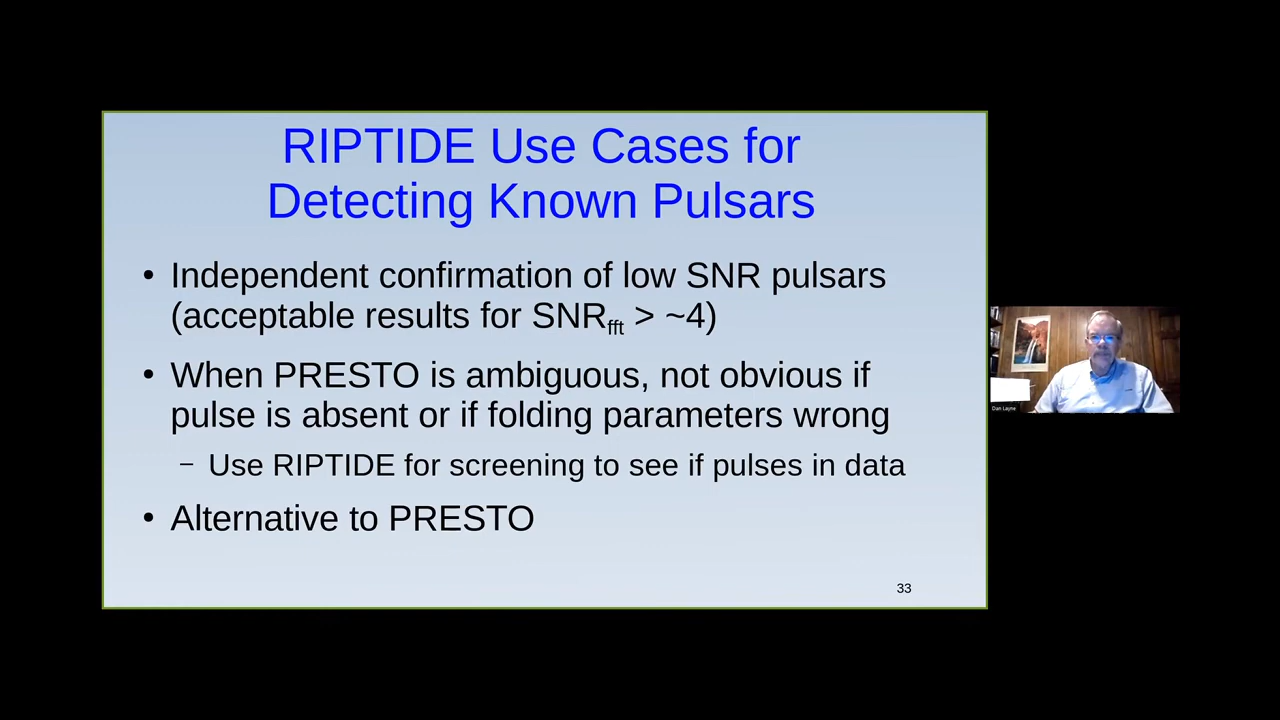 RIPTIDE Use Cases for
Detecting Known Pulsars
• Independent confirmation of low SNR pulsars
(acceptable results for SNRfft > ~4)
• When PRESTO is ambiguous, not obvious if
pulse is absent or if folding parameters wrong
– Use RIPTIDE for screening to see if pulses in data
• Alternative to PRESTO
33
Dan Layne